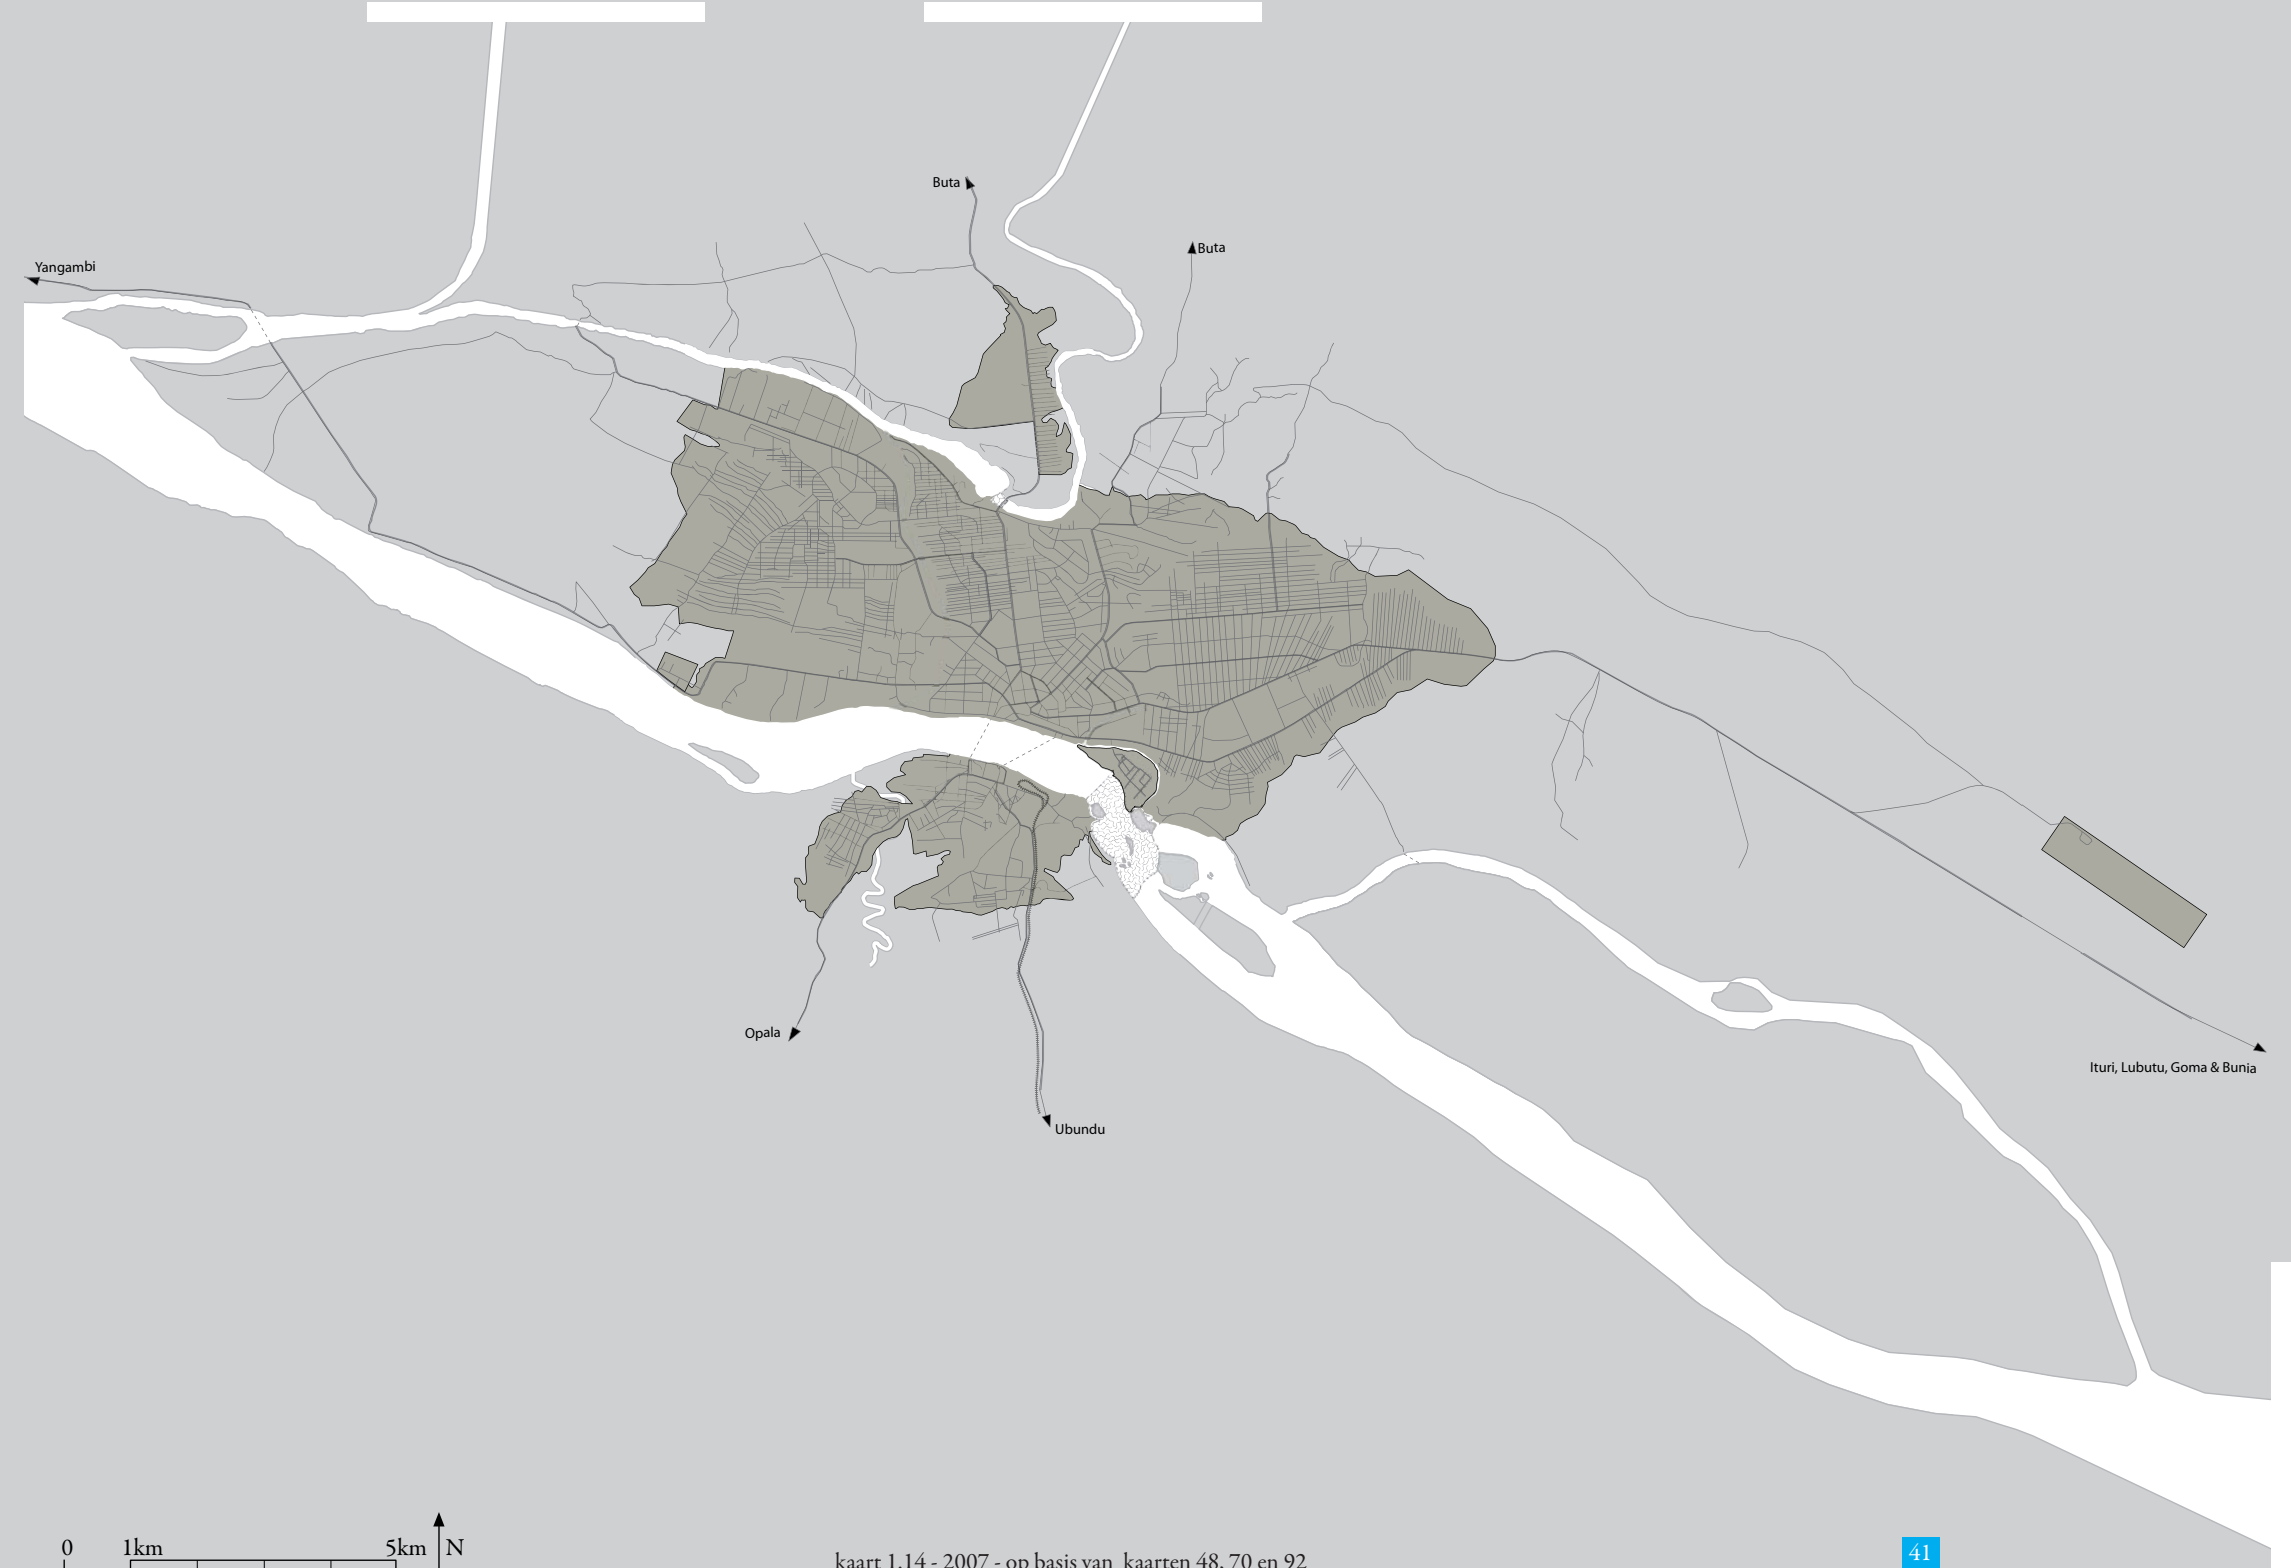 Buta
Buta
Yangambi
Opala
Ituri, Lubutu, Goma & Bunia
Ubundu
0 1km 5km N
kaart 1.14 - 2007 - op basis van kaarten 48, 70 en 92
41